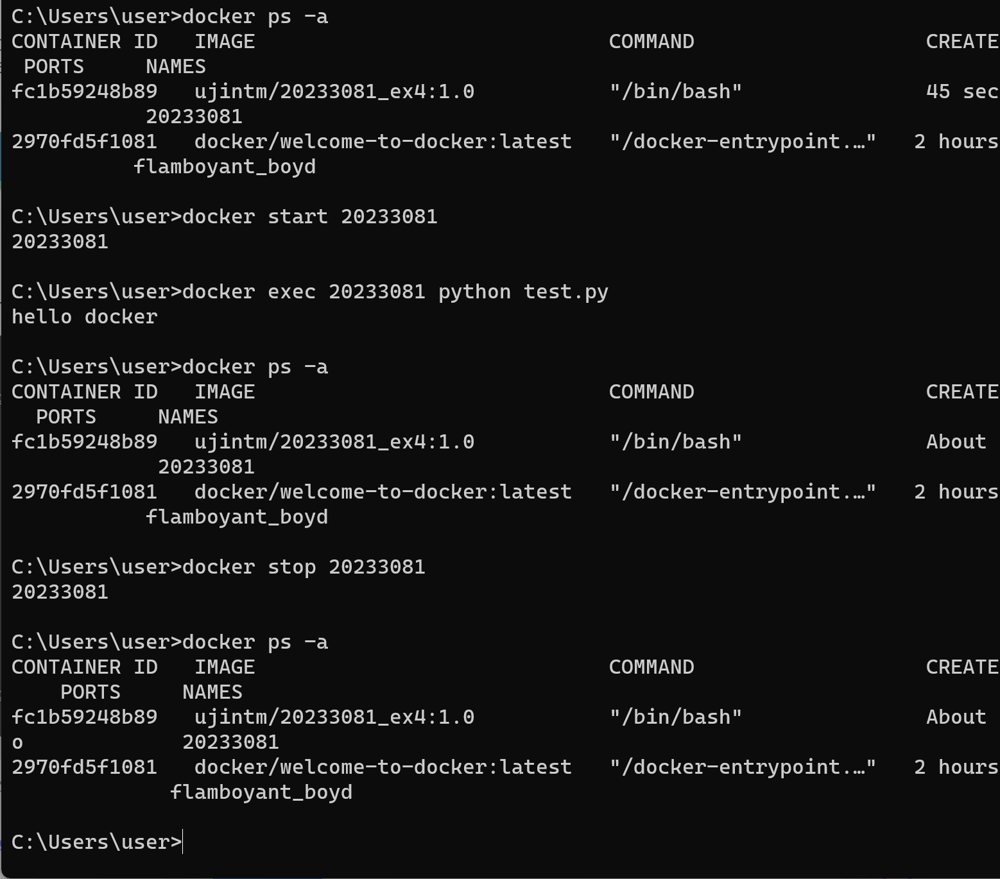 C:\Users\user>docker ps -a
CONTAINER ID   IMAGE                             COMMAND                   CREATE
 PORTS     NAMES
fc1b59248b89   ujintm/20233081_ex4:1.0           "/bin/bash"               45 sec
           20233081
2970fd5f1081   docker/welcome-to-docker:latest   "/docker-entrypoint.…"   2 hours
          flamboyant_boyd
C:\Users\user>docker start 20233081
20233081
C:\Users\user>docker exec 20233081 python test.py
hello docker
C:\Users\user>docker ps -a
CONTAINER ID   IMAGE                             COMMAND                   CREATE
  PORTS     NAMES
fc1b59248b89   ujintm/20233081_ex4:1.0           "/bin/bash"               About
            20233081
2970fd5f1081   docker/welcome-to-docker:latest   "/docker-entrypoint.…"   2 hours
           flamboyant_boyd
C:\Users\user>docker stop 20233081
20233081
C:\Users\user>docker ps -a
CONTAINER ID   IMAGE                             COMMAND                   CREATE
    PORTS     NAMES
fc1b59248b89   ujintm/20233081_ex4:1.0           "/bin/bash"               About
o             20233081
2970fd5f1081   docker/welcome-to-docker:latest   "/docker-entrypoint.…"   2 hours
             flamboyant_boyd
C:\Users\user>